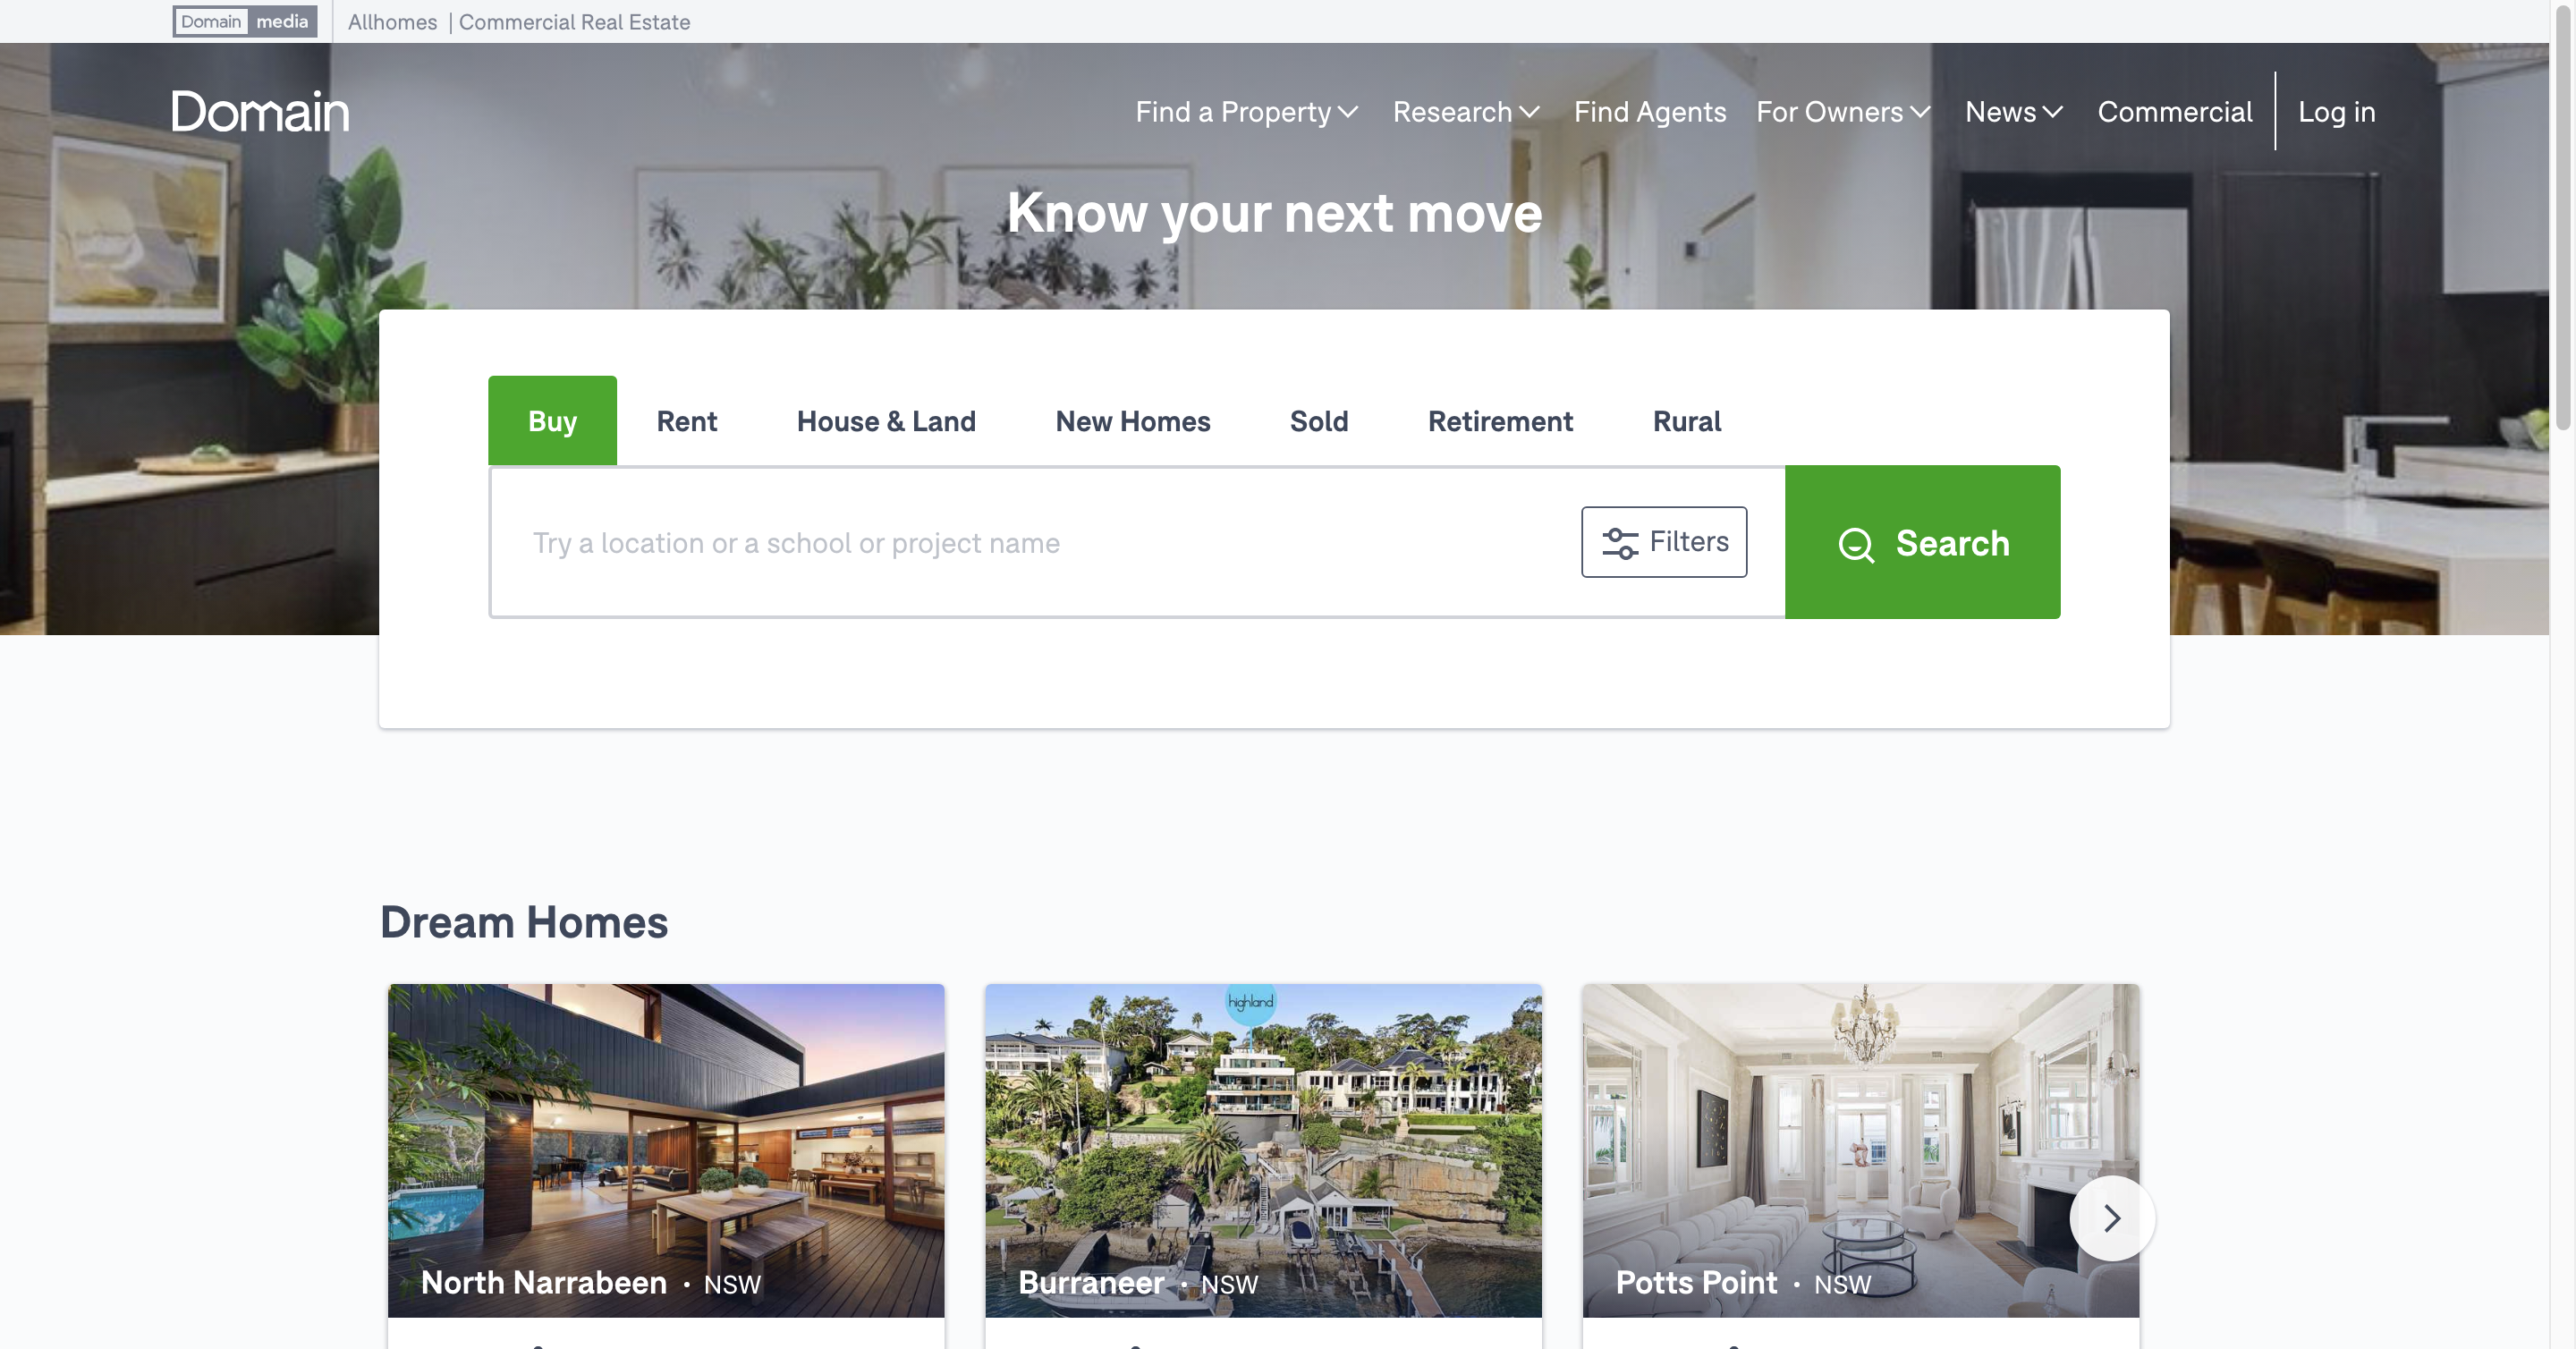 Domain media Allhomes | Commercial Real Estate
Domain Find a Property Research Find Agents For Owners News Commercial Log in
Know your next move
Buy Rent House & Land New Homes Sold Retirement Rural
Try a location or a school or project name Filters Search
Dream Homes
highland
North Narrabeen • NSW Burraneer • NSW Potts Point • NSW